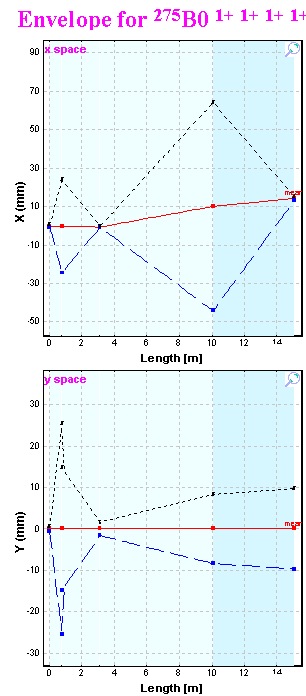 Envelope for 275B0 1+ 1+ 1+ 1+
x space
90
70
50
30
10
-10
-30
-50
X (mm)
mean
0 2 4 6 8 10 12 14
Length [m]
y space
30
20
10
0
-10
-20
-30
Y (mm)
mean
0 2 4 6 8 10 12 14
Length [m]